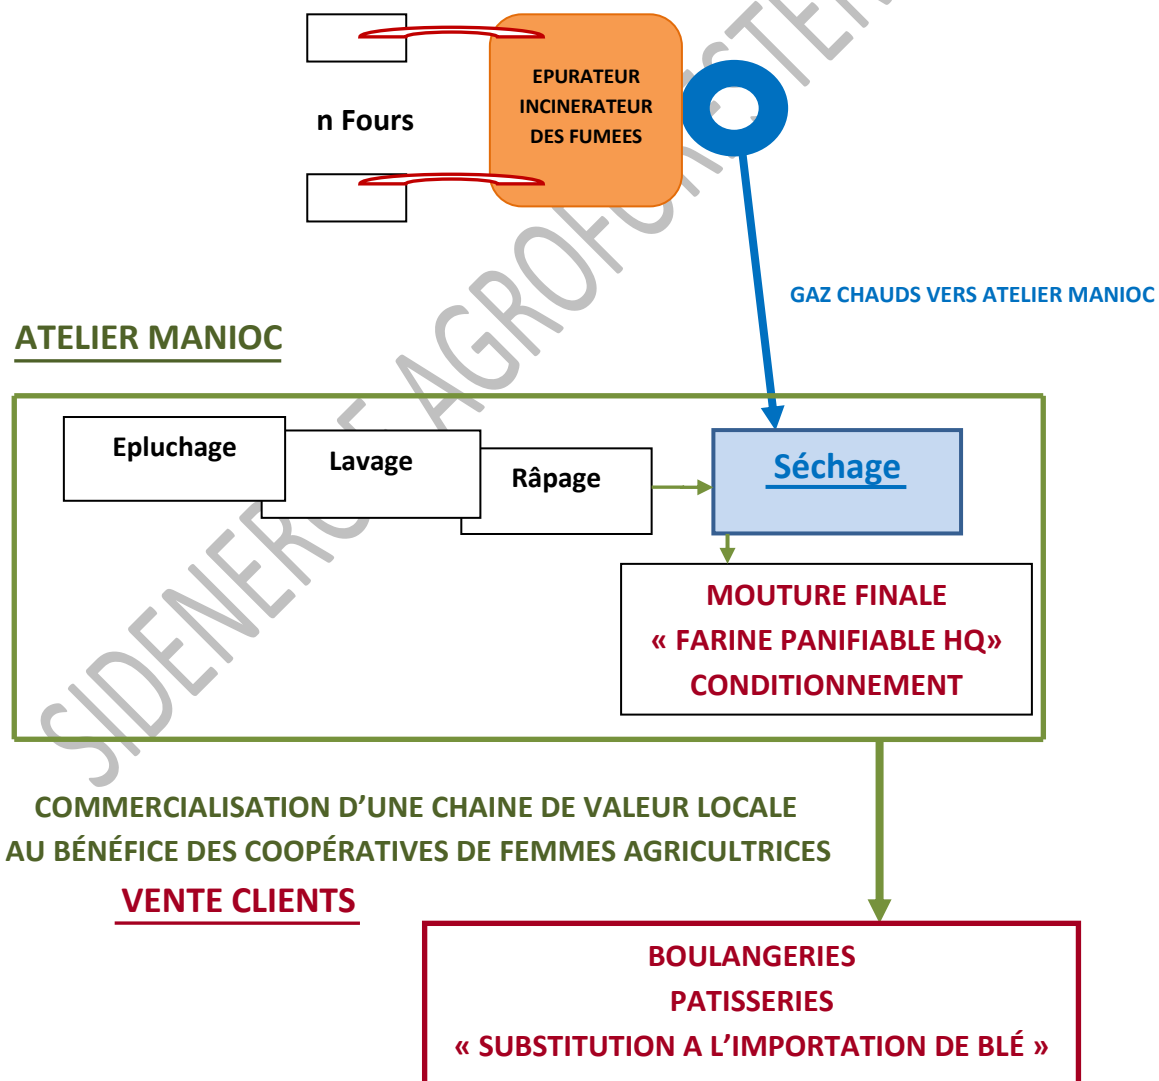 EPURATEUR
INCINERATEUR
DES FUMEES
n Fours
GAZ CHAUDS VERS ATELIER MANIOC
ATELIER MANIOC
Epluchage
Lavage
Râpage
Séchage
MOUTURE FINALE
« FARINE PANIFIABLE HQ»
CONDITIONNEMENT
COMMERCIALISATION D’UNE CHAINE DE VALEUR LOCALE
AU BÉNÉFICE DES COOPÉRATIVES DE FEMMES AGRICULTRICES
VENTE CLIENTS
BOULANGERIES
PATISSERIES
« SUBSTITUTION A L’IMPORTATION DE BLÉ »